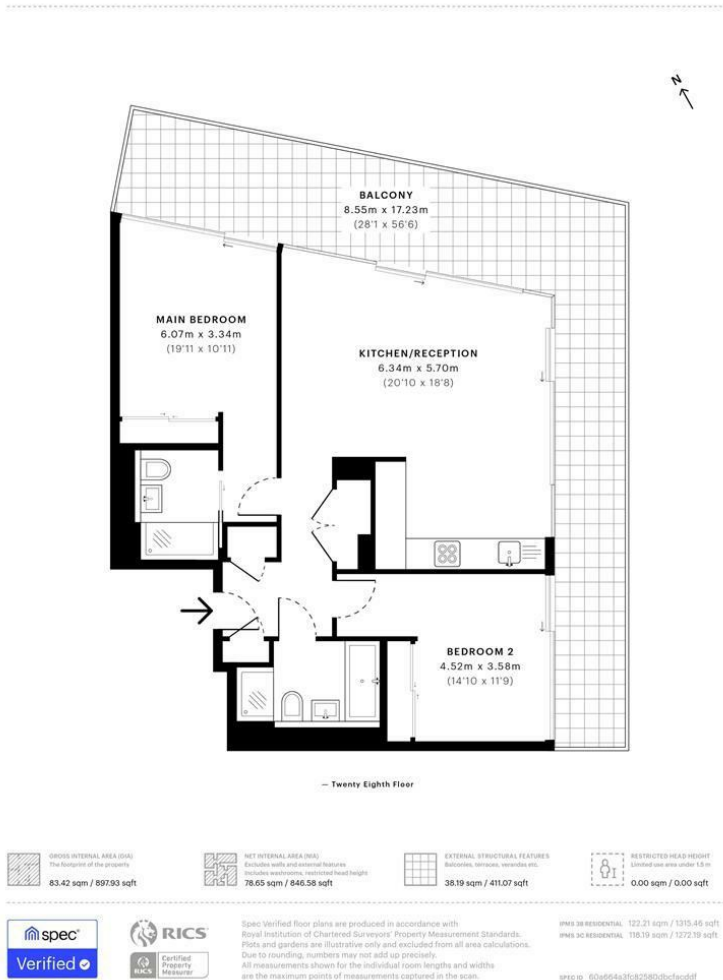 N
BALCONY
8.55m x 17.23m
(28'1 x 56'6)
MAIN BEDROOM
6.07m x 3.34m
(19'11 x 10'11)
KITCHEN/RECEPTION
6.34m x 5.70m
(20'10 x 18'8)
BEDROOM 2
4.52m x 3.58m
(14'10 x 11'9)
— Twenty Eighth Floor
GROSS INTERNAL AREA (GIA)
The footprint of the property
83.42 sqm / 897.93 sqft
NET INTERNAL AREA (NIA)
Excludes walls and external features
Includes washrooms, restricted head height
78.65 sqm / 846.58 sqft
EXTERNAL STRUCTURAL FEATURES
Balconies, terraces, verandas etc.
38.19 sqm / 411.07 sqft
RESTRICTED HEAD HEIGHT
Limited use area under 1.5 m
0.00 sqm / 0.00 sqft
spec
Verified
RICS
RICS
Certified
Property
Measurer
Spec Verified floor plans are produced in accordance with
Royal Institution of Chartered Surveyors' Property Measurement Standards.
Plots and gardens are illustrative only and excluded from all area calculations.
Due to rounding, numbers may not add up precisely.
All measurements shown for the individual room lengths and widths
are the maximum points of measurements captured in the scan.
IPMS 3B RESIDENTIAL 122.21 sqm / 1315.46 sqft
IPMS 3C RESIDENTIAL 118.19 sqm / 1272.19 sqft
SPEC ID